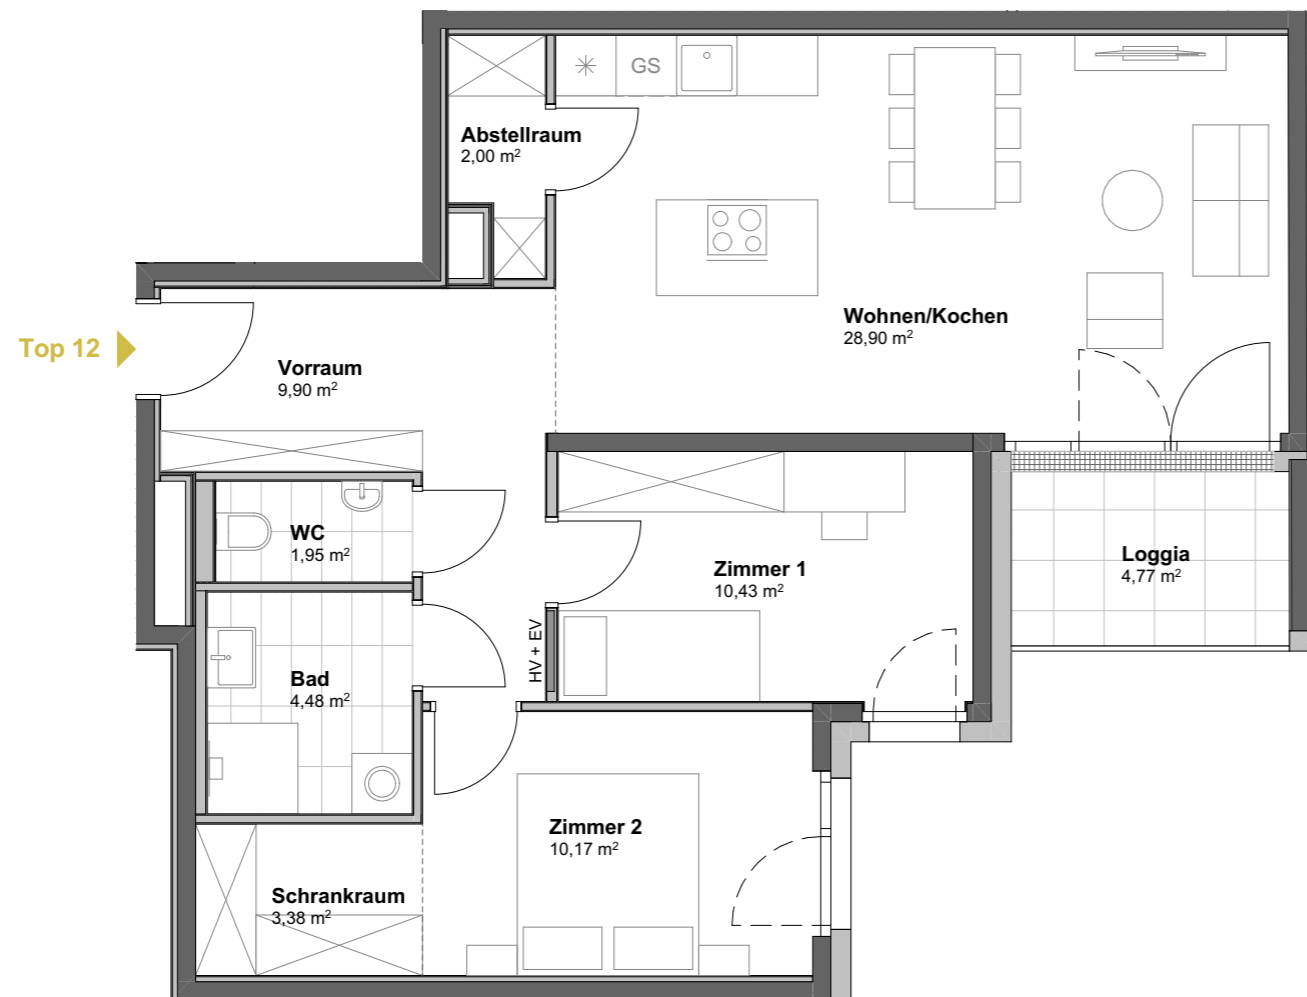 GS
Abstellraum
2,00 m²
Wohnen/Kochen
28,90 m²
Top 12
Vorraum
9,90 m²
WC
1,95 m²
Zimmer 1
10,43 m²
Loggia
4,77 m²
HV + EV
Bad
4,48 m²
Zimmer 2
10,17 m²
Schrankraum
3,38 m²